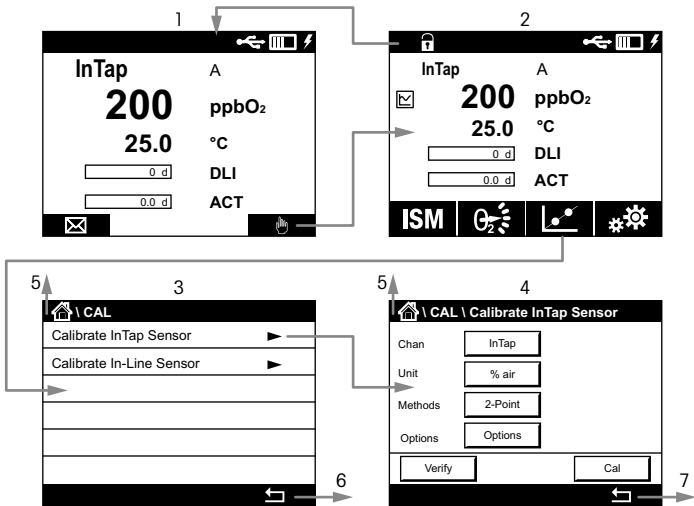 1
InTap A
200 ppbO₂
25.0 °C
0 d DLI
0.0 d ACT
2
InTap A
200 ppbO₂
25.0 °C
0 d DLI
0.0 d ACT
ISM O₂
5
3
\ CAL
Calibrate InTap Sensor
Calibrate In-Line Sensor
6
5
4
\ CAL \ Calibrate InTap Sensor
Chan InTap
Unit % air
Methods 2-Point
Options Options
Verify Cal
7